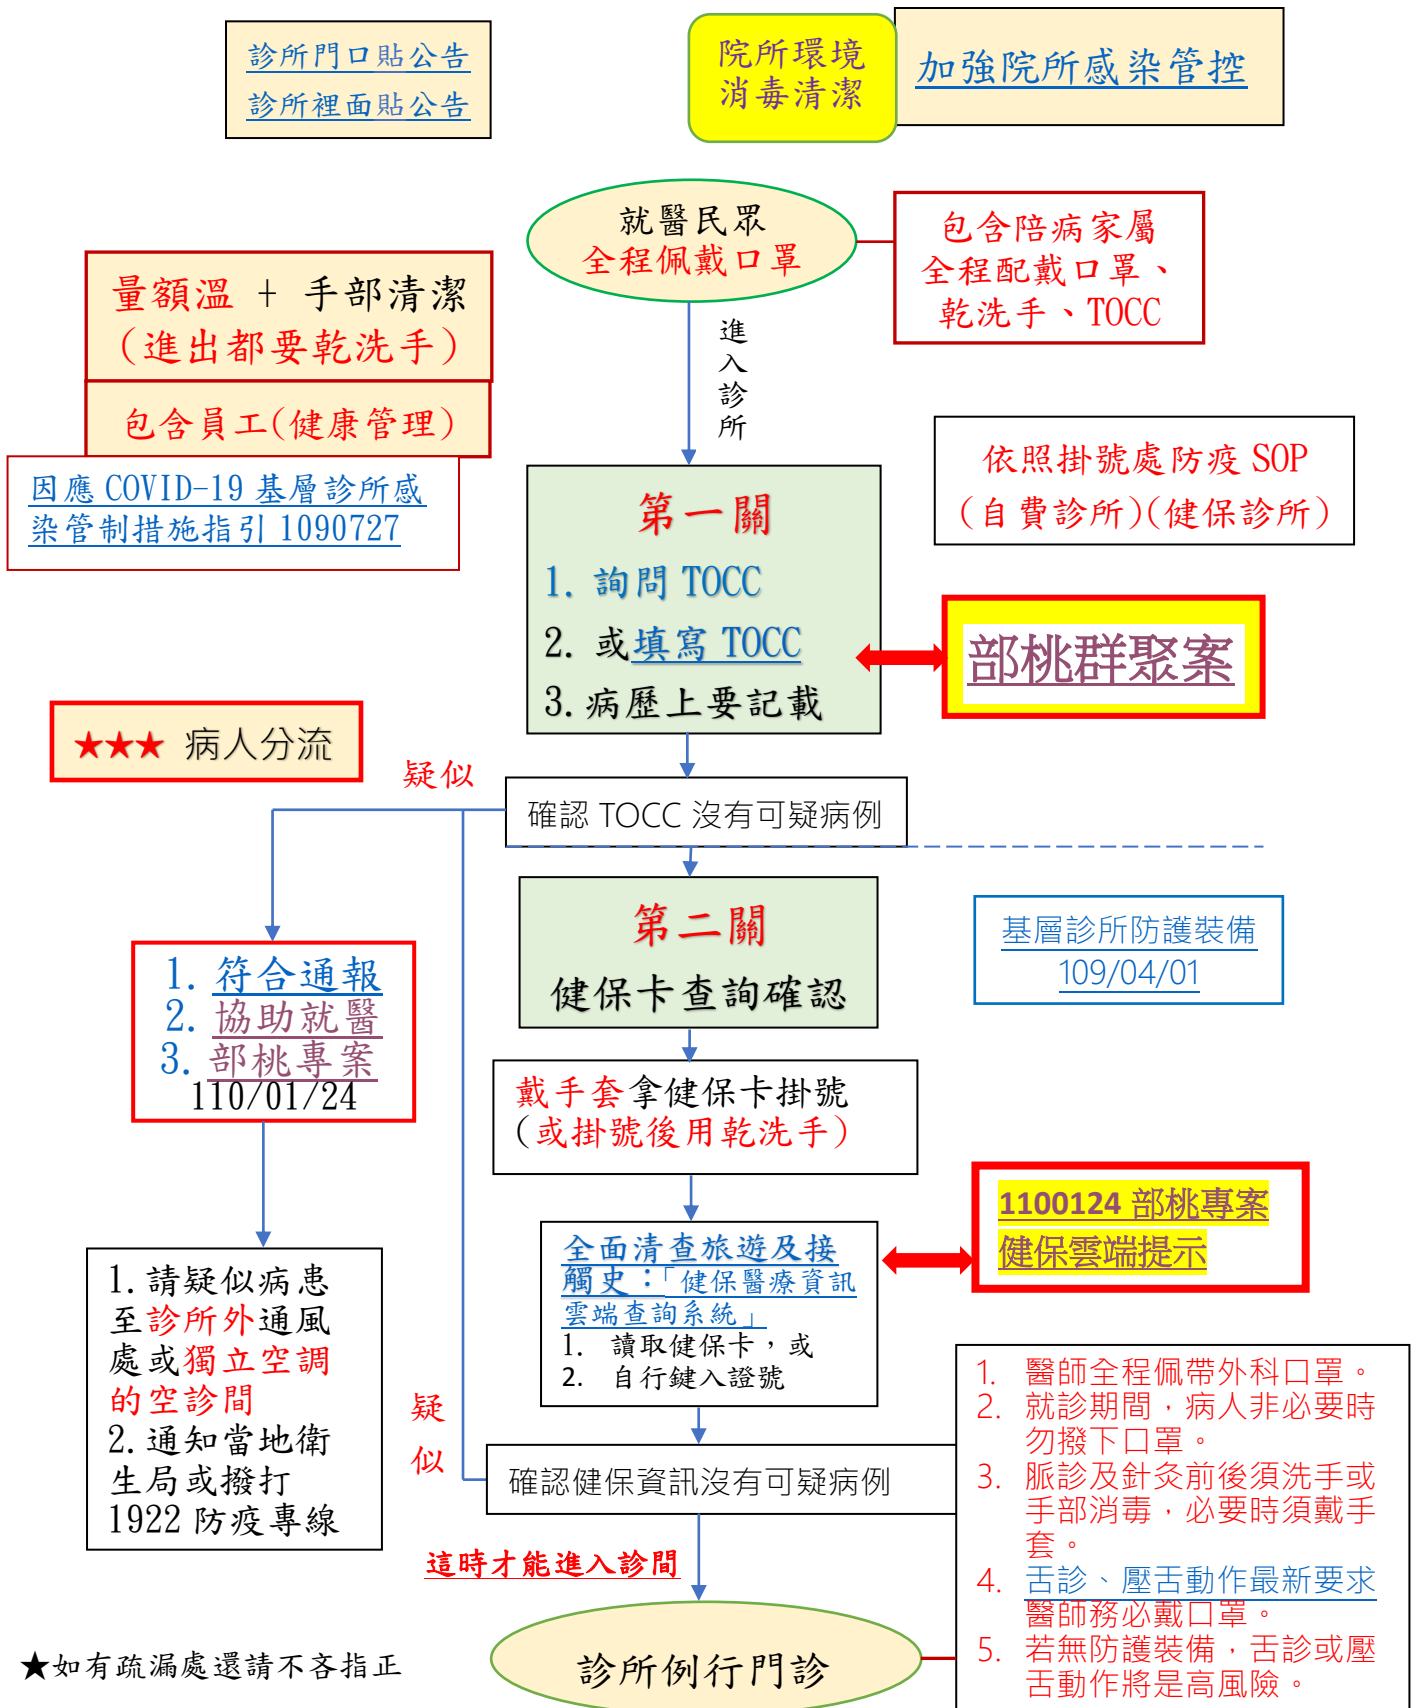 診所門口貼公告
診所裡面貼公告
院所環境
消毒清潔
加強院所感染管控
就醫民眾
全程佩戴口罩
包含陪病家屬
全程配戴口罩、
乾洗手、TOCC
量額溫 + 手部清潔
(進出都要乾洗手)
包含員工(健康管理)
因應 COVID-19 基層診所感
染管制措施指引 1090727
進
入
診
所
依照掛號處防疫 SOP
(自費診所)(健保診所)
第一關
1. 詢問 TOCC
2. 或填寫 TOCC
3. 病歷上要記載
部桃群聚案
★★★ 病人分流
疑似
確認 TOCC 沒有可疑病例
第二關
健保卡查詢確認
基層診所防護裝備
109/04/01
1. 符合通報
2. 協助就醫
3. 部桃專案
110/01/24
戴手套拿健保卡掛號
(或掛號後用乾洗手)
全面清查旅遊及接
觸史：「健保醫療資訊
雲端查詢系統」
1. 讀取健保卡，或
2. 自行鍵入證號
1100124 部桃專案
健保雲端提示
1. 請疑似病患
至診所外通風
處或獨立空調
的空診間
2. 通知當地衛
生局或撥打
1922 防疫專線
疑
似
確認健保資訊沒有可疑病例
這時才能進入診間
診所例行門診
1. 醫師全程佩帶外科口罩。
2. 就診期間，病人非必要時
勿撥下口罩。
3. 脈診及針灸前後須洗手或
手部消毒，必要時須戴手
套。
4. 舌診、壓舌動作最新要求
醫師務必戴口罩。
5. 若無防護裝備，舌診或壓
舌動作將是高風險。
★如有疏漏處還請不吝指正